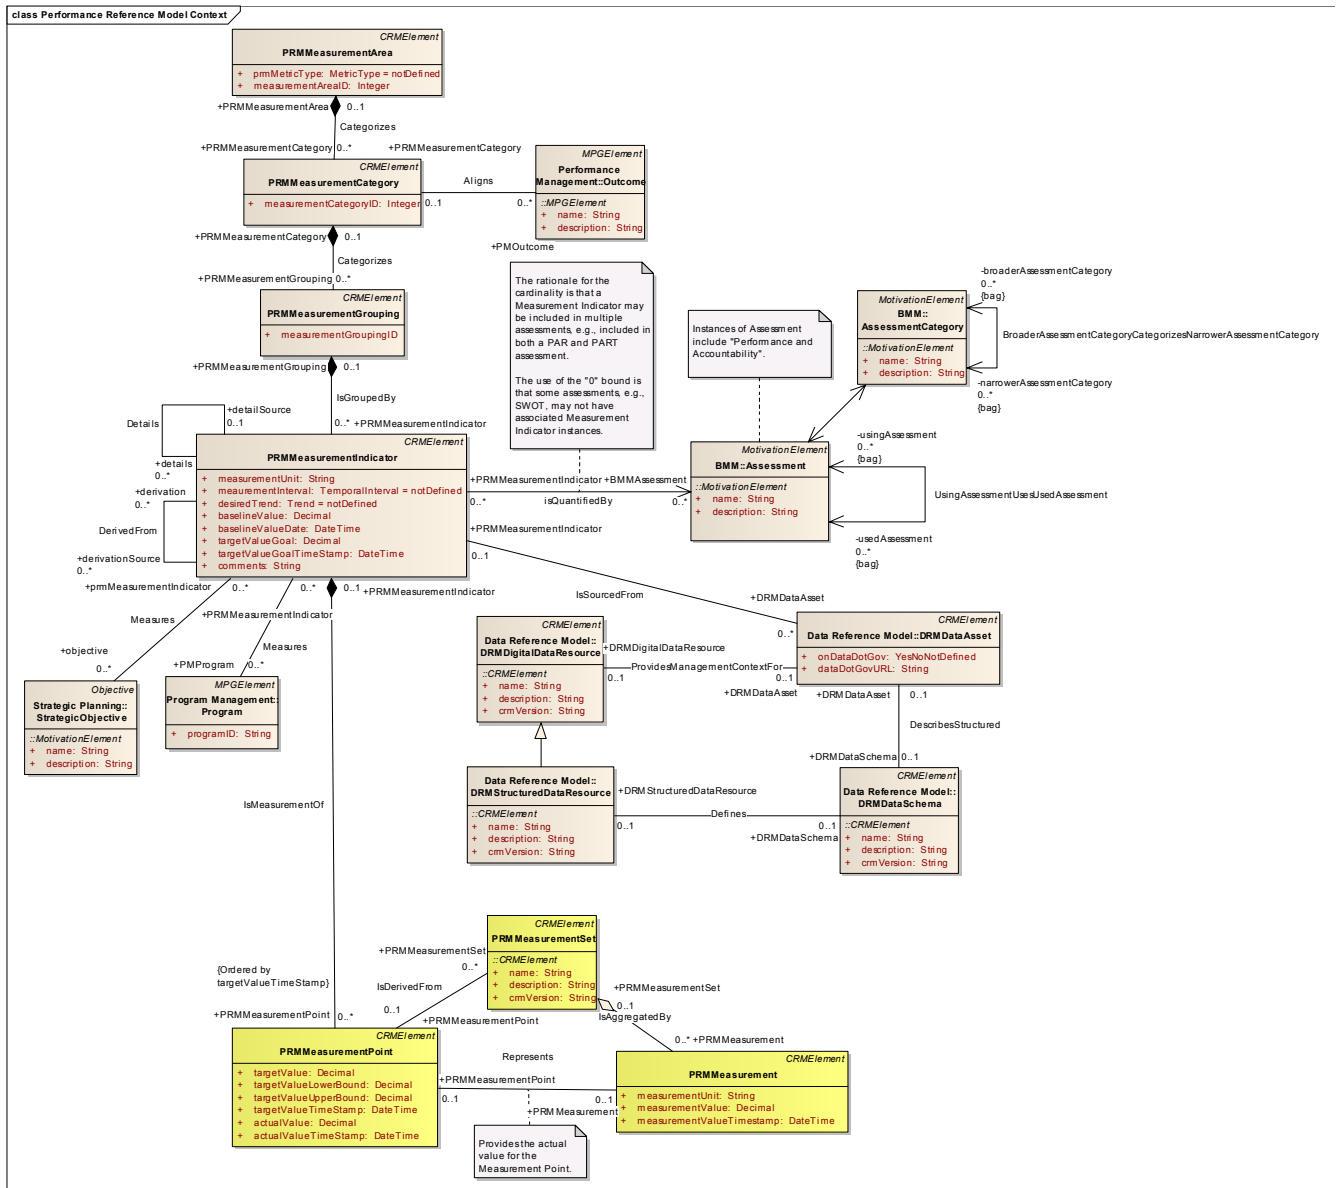 class Performance Reference Model Context
CRMElement
PRMMeasurementArea
+ prmMetricType: MetricType = notDefined
+ measurementAreaID: Integer
+PRMMeasurementArea 0..1
Categorizes
+PRMMeasurementCategory 0..*
+PRMMeasurementCategory
CRMElement
PRMMeasurementCategory
+ measurementCategoryID: Integer
0..1
Aligns
0..*
MPGElement
Performance
Management::Outcome
::MPGElement
+ name: String
+ description: String
+PMOutcome
+PRMMeasurementCategory 0..1
Categorizes
+PRMMeasurementGrouping 0..*
CRMElement
PRMMeasurementGrouping
+ measurementGroupingID
+PRMMeasurementGrouping 0..1
IsGroupedBy
0..* +PRMMeasurementIndicator
The rationale for the
cardinality is that a
Measurement Indicator may
be included in multiple
assessments, e.g., included in
both a PAR and PART
assessment.
The use of the "0" bound is
that some assessments, e.g.,
SWOT, may not have
associated Measurement
Indicator instances.
Instances of Assessment
include "Performance and
Accountability".
-broaderAssessmentCategory
0..*
{bag}
MotivationElement
BMM::
AssessmentCategory
::MotivationElement
+ name: String
+ description: String
BroaderAssessmentCategoryCategorizesNarrowerAssessmentCategory
-narrowerAssessmentCategory
0..*
{bag}
Details
+detailSource
0..1
+details
0..*
+derivation
0..*
DerivedFrom
+derivationSource
0..*
CRMElement
PRMMeasurementIndicator
+ measurementUnit: String
+ meaurementInterval: TemporalInterval = notDefined
+ desiredTrend: Trend = notDefined
+ baselineValue: Decimal
+ baselineValueDate: DateTime
+ targetValueGoal: Decimal
+ targetValueGoalTimeStamp: DateTime
+ comments: String
+PRMMeasurementIndicator +BMMAssessment
0..*
isQuantifiedBy
0..*
MotivationElement
BMM::Assessment
::MotivationElement
+ name: String
+ description: String
-usingAssessment
0..*
{bag}
UsingAssessmentUsesUsedAssessment
-usedAssessment
0..*
{bag}
+PRMMeasurementIndicator
0..1
IsSourcedFrom
+DRMDataAsset
0..*
+prmMeasurementIndicator 0..*
Measures
+objective
0..*
0..*
+PRMMeasurementIndicator
Measures
+PMProgram 0..*
0..1
+PRMMeasurementIndicator
Objective
Strategic Planning::
StrategicObjective
::MotivationElement
+ name: String
+ description: String
MPGElement
Program Management::
Program
+ programID: String
CRMElement
Data Reference Model::
DRMDigitalDataResource
::CRMElement
+ name: String
+ description: String
+ crmVersion: String
+DRMDigitalDataResource
ProvidesManagementContextFor
0..1 0..1
+DRMDataAsset
CRMElement
Data Reference Model::DRMDataAsset
+ onDataDotGov: YesNoNotDefined
+ dataDotGovURL: String
+DRMDataAsset 0..1
DescribesStructured
+DRMDataSchema 0..1
Data Reference Model::
DRMStructuredDataResource
::CRMElement
+ name: String
+ description: String
+ crmVersion: String
+DRMStructuredDataResource
0..1
Defines
0..1
+DRMDataSchema
CRMElement
Data Reference Model::
DRMDataSchema
::CRMElement
+ name: String
+ description: String
+ crmVersion: String
IsMeasurementOf
{Ordered by
targetValueTimeStamp}
+PRMMeasurementPoint 0..*
+PRMMeasurementSet
0..*
IsDerivedFrom
0..1
+PRMMeasurementPoint
CRMElement
PRMMeasurementSet
::CRMElement
+ name: String
+ description: String
+ crmVersion: String
+PRMMeasurementSet
0..1
IsAggregatedBy
0..* +PRMMeasurement
CRMElement
PRMMeasurementPoint
+ targetValue: Decimal
+ targetValueLowerBound: Decimal
+ targetValueUpperBound: Decimal
+ targetValueTimeStamp: DateTime
+ actualValue: Decimal
+ actualValueTimeStamp: DateTime
Represents
+PRMMeasurementPoint
0..1
0..1
+PRMMeasurement
CRMElement
PRMMeasurement
+ measurementUnit: String
+ measurementValue: Decimal
+ measurementValueTimestamp: DateTime
Provides the actual
value for the
Measurement Point.